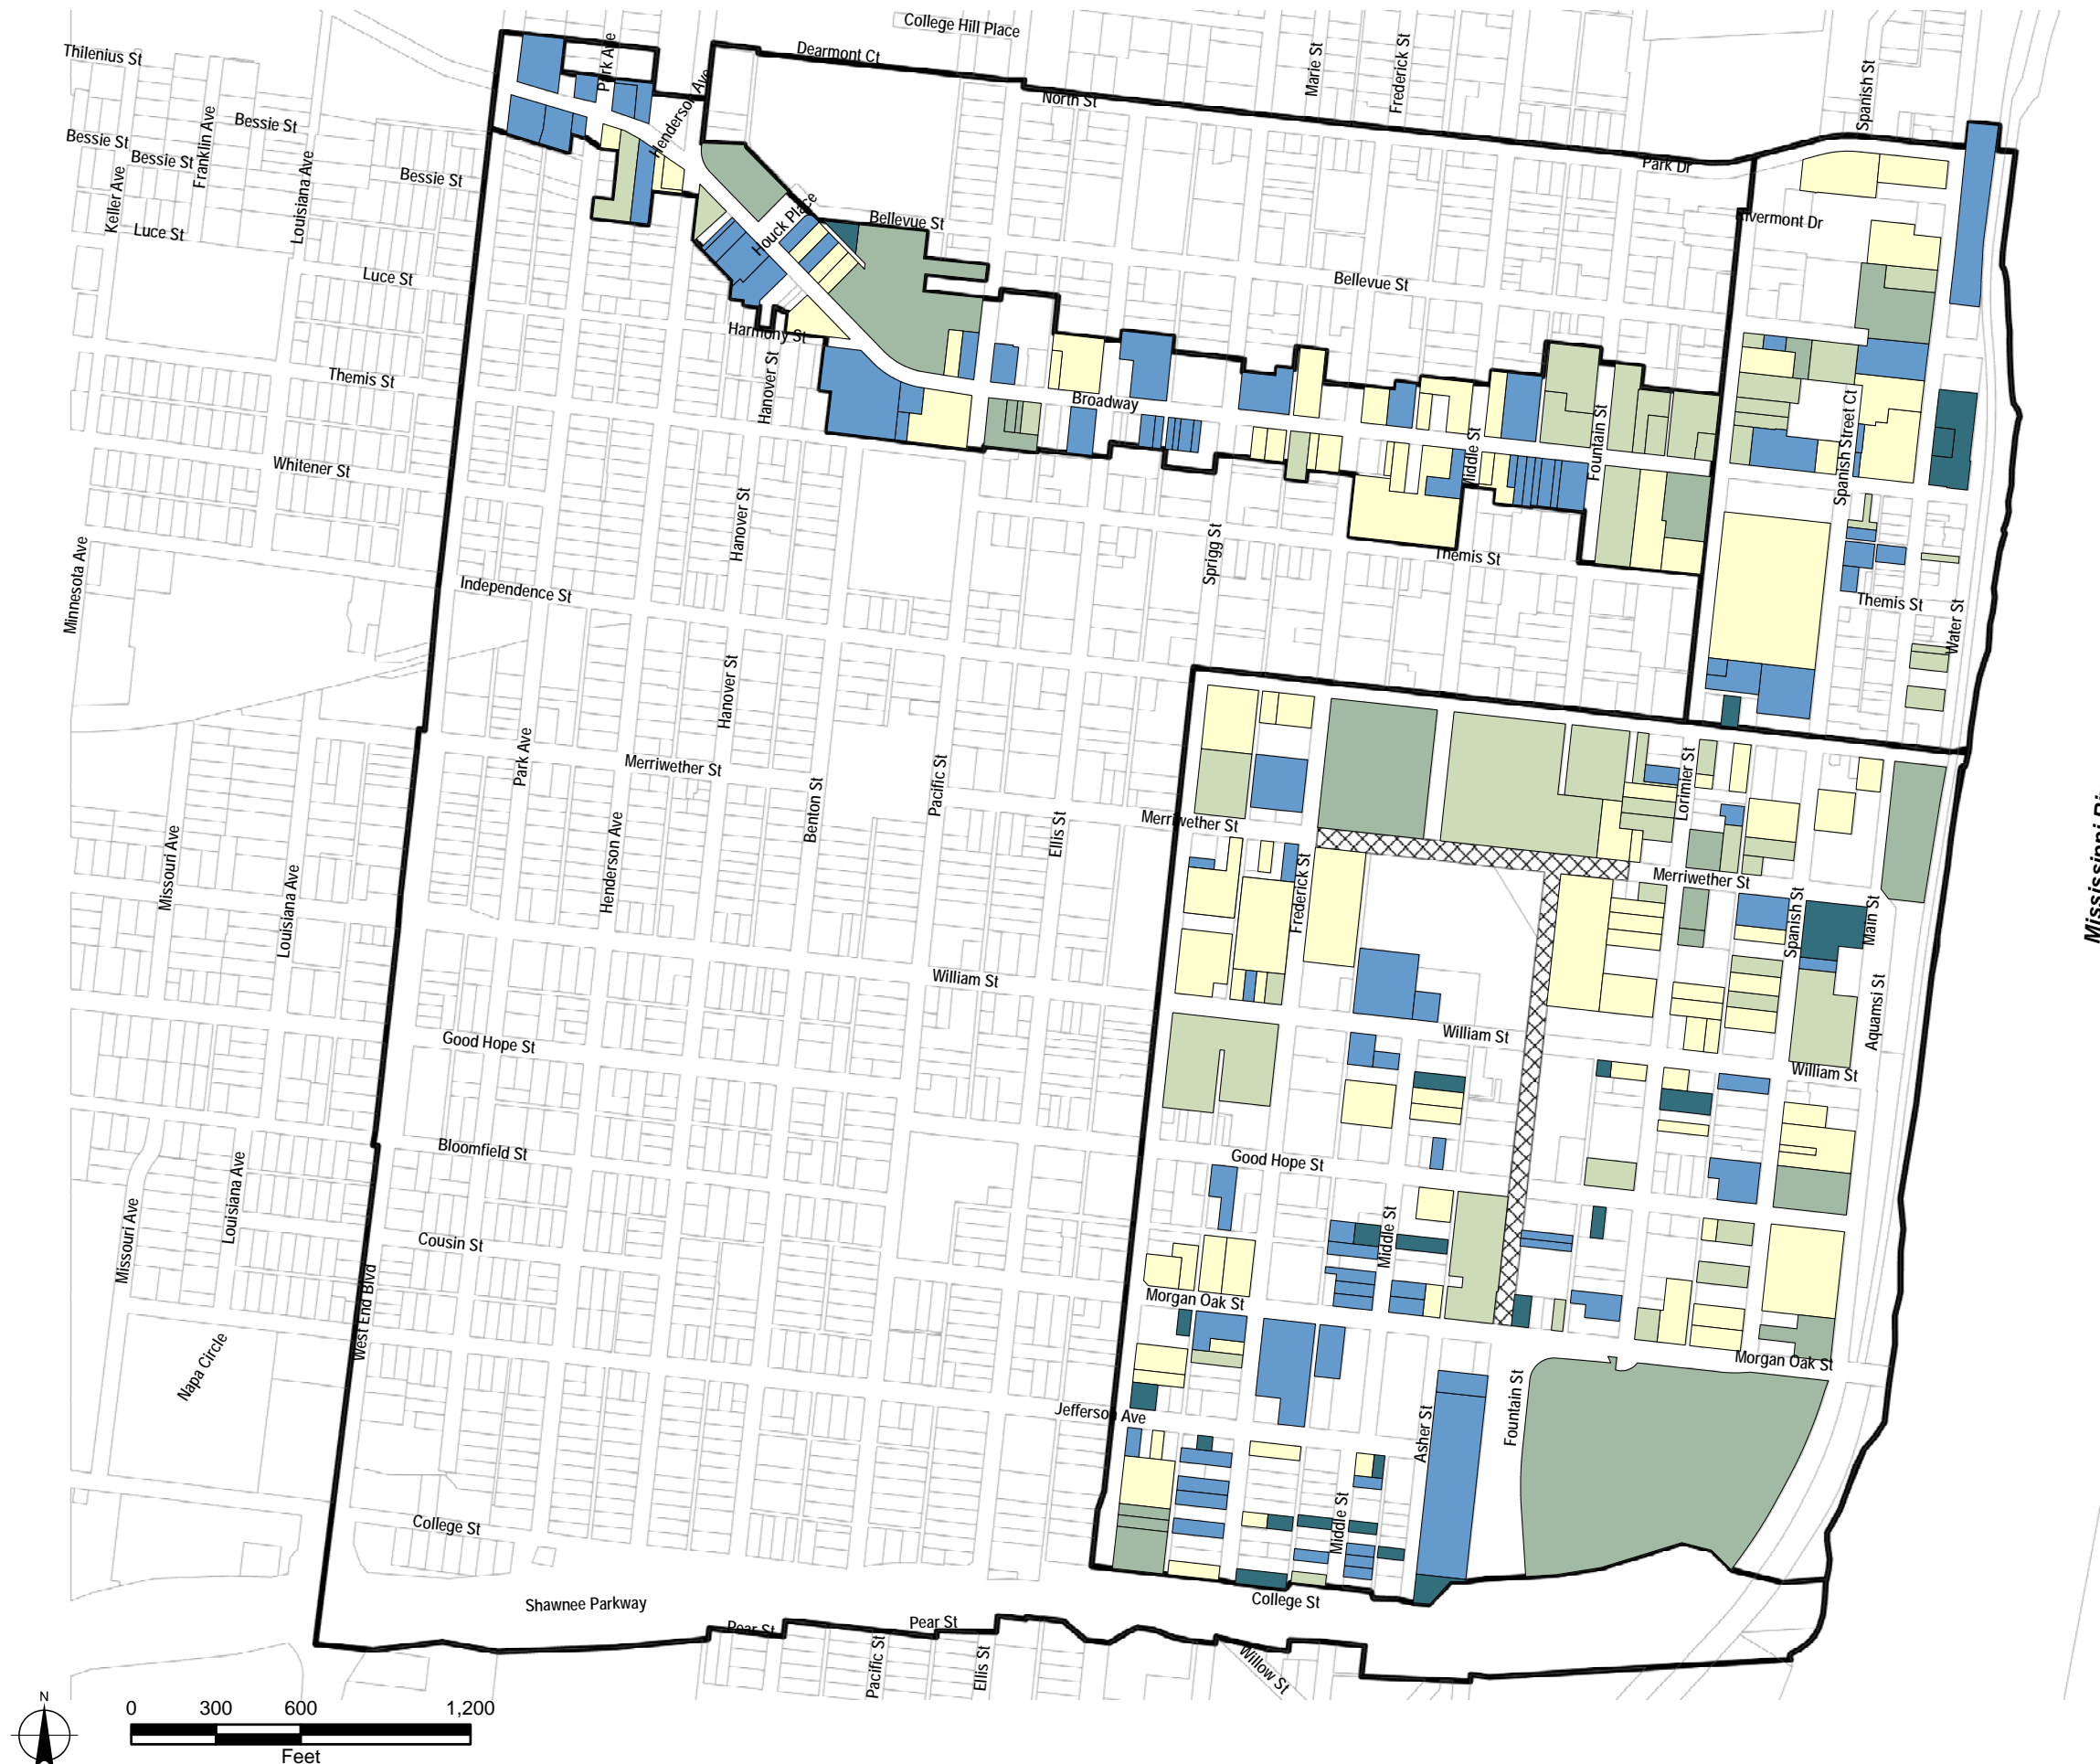 College Hill Place
Thilenius St
Park Ave
Dearmont Ct
Marie St
Frederick St
Spanish St
Henderson Ave
North St
Franklin Ave
Bessie St
Bessie St
Bessie St
Bessie St
Park Dr
Keller Ave
Louisiana Ave
Luce St
Houck Place
Bellevue St
Rivermont Dr
Luce St
Bellevue St
Harmony St
Themis St
Hanover St
Broadway
Spanish Street Ct
Fountain St
Middle St
Whitener St
Hanover St
Sprigg St
Themis St
Minnesota Ave
Independence St
Themis St
Water St
Hanover St
Park Ave
Merriwether St
Pacific St
Benton St
Lorimier St
Merriwether St
Ellis St
Missouri Ave
Henderson Ave
Louisiana Ave
Frederick St
Merriwether St
Spanish St
Main St
William St
Aquamsi St
William St
Good Hope St
William St
Bloomfield St
Good Hope St
Missouri Ave
Louisiana Ave
Cousin St
Middle St
West End Blvd
Morgan Oak St
Napa Circle
Morgan Oak St
Jefferson Ave
Asher St
Fountain St
College St
Middle St
College St
Shawnee Parkway
Pear St
Pear St
Pacific St
Ellis St
Willow St
N
0 300 600 1,200
Feet